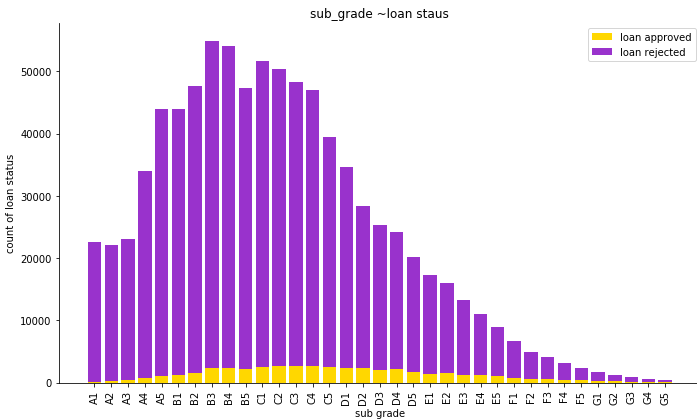 sub_grade ~loan staus
loan approved
loan rejected
count of loan status
50000
40000
30000
20000
10000
0
A1 A2 A3 A4 A5 B1 B2 B3 B4 B5 C1 C2 C3 C4 C5 D1 D2 D3 D4 D5 E1 E2 E3 E4 E5 F1 F2 F3 F4 F5 G1 G2 G3 G4 G5
sub grade